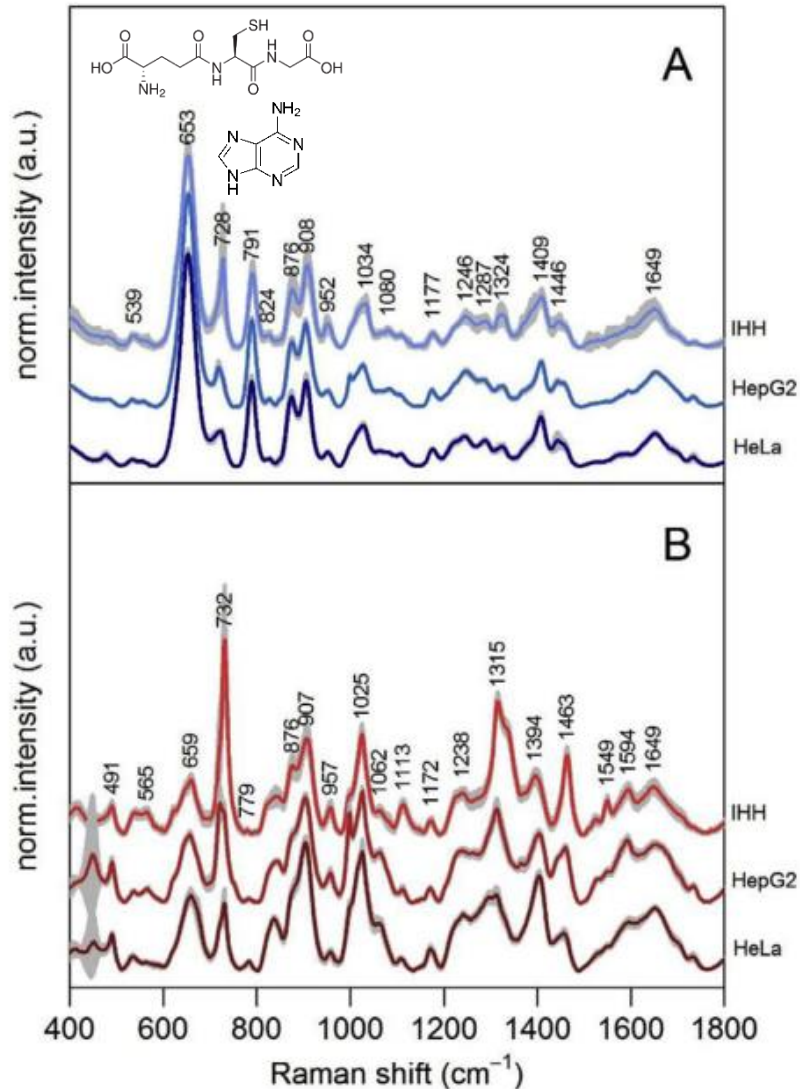 A
SH
O
O
H
N
O
HO
N
H
OH
NH₂
O
NH₂
N
N
N
H
N
norm.intensity (a.u.)
539
653
728
791
824
876
908
952
1034
1080
1177
1246
1287
1324
1409
1446
1649
IHH
HepG2
HeLa
B
norm.intensity (a.u.)
491
565
659
732
779
876
907
957
1025
1062
1113
1172
1238
1315
1394
1463
1549
1594
1649
IHH
HepG2
HeLa
400 600 800 1000 1200 1400 1600 1800
Raman shift (cm⁻¹)